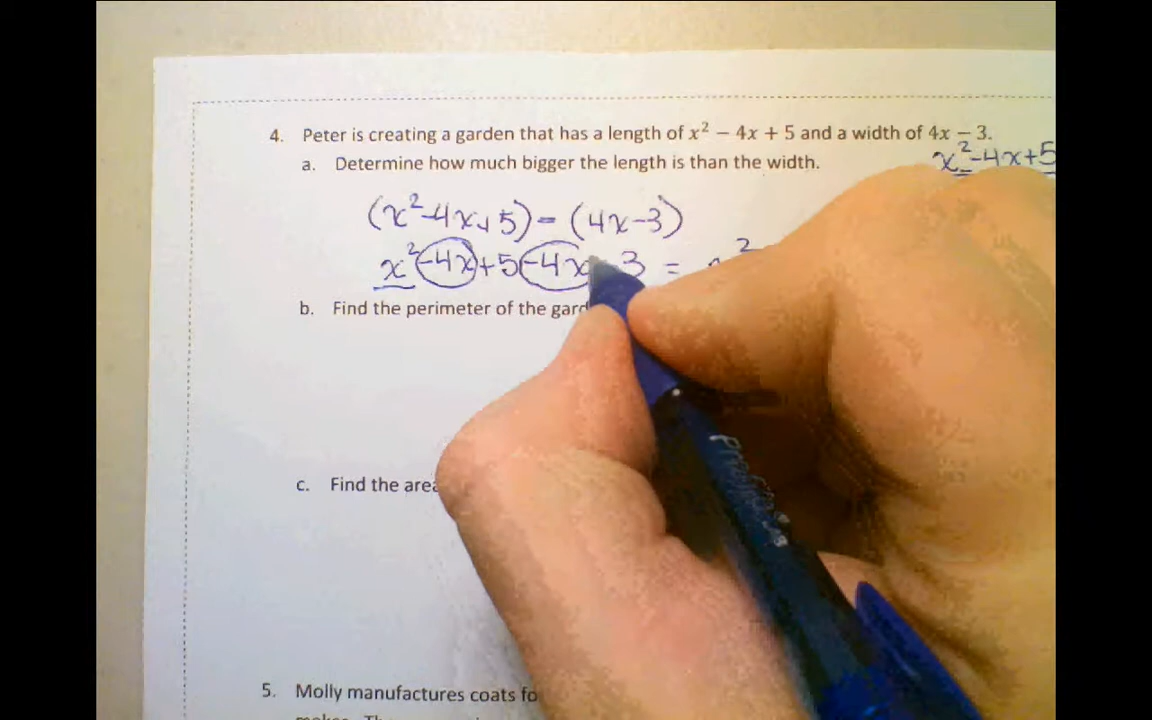 4. Peter is creating a garden that has a length of x² − 4x + 5 and a width of 4x − 3.
x²-4x+5
a. Determine how much bigger the length is than the width.
(x²-4x+5)-(4x-3)
x²-4x+5-4x 3 = 2
b. Find the perimeter of the gard
c. Find the area
5. Molly manufactures coats fo